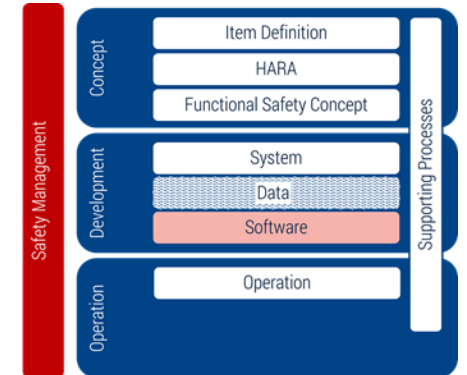 Safety Management
Concept
Item Definition
HARA
Functional Safety Concept
Development
System
Data
Software
Operation
Operation
Supporting Processes